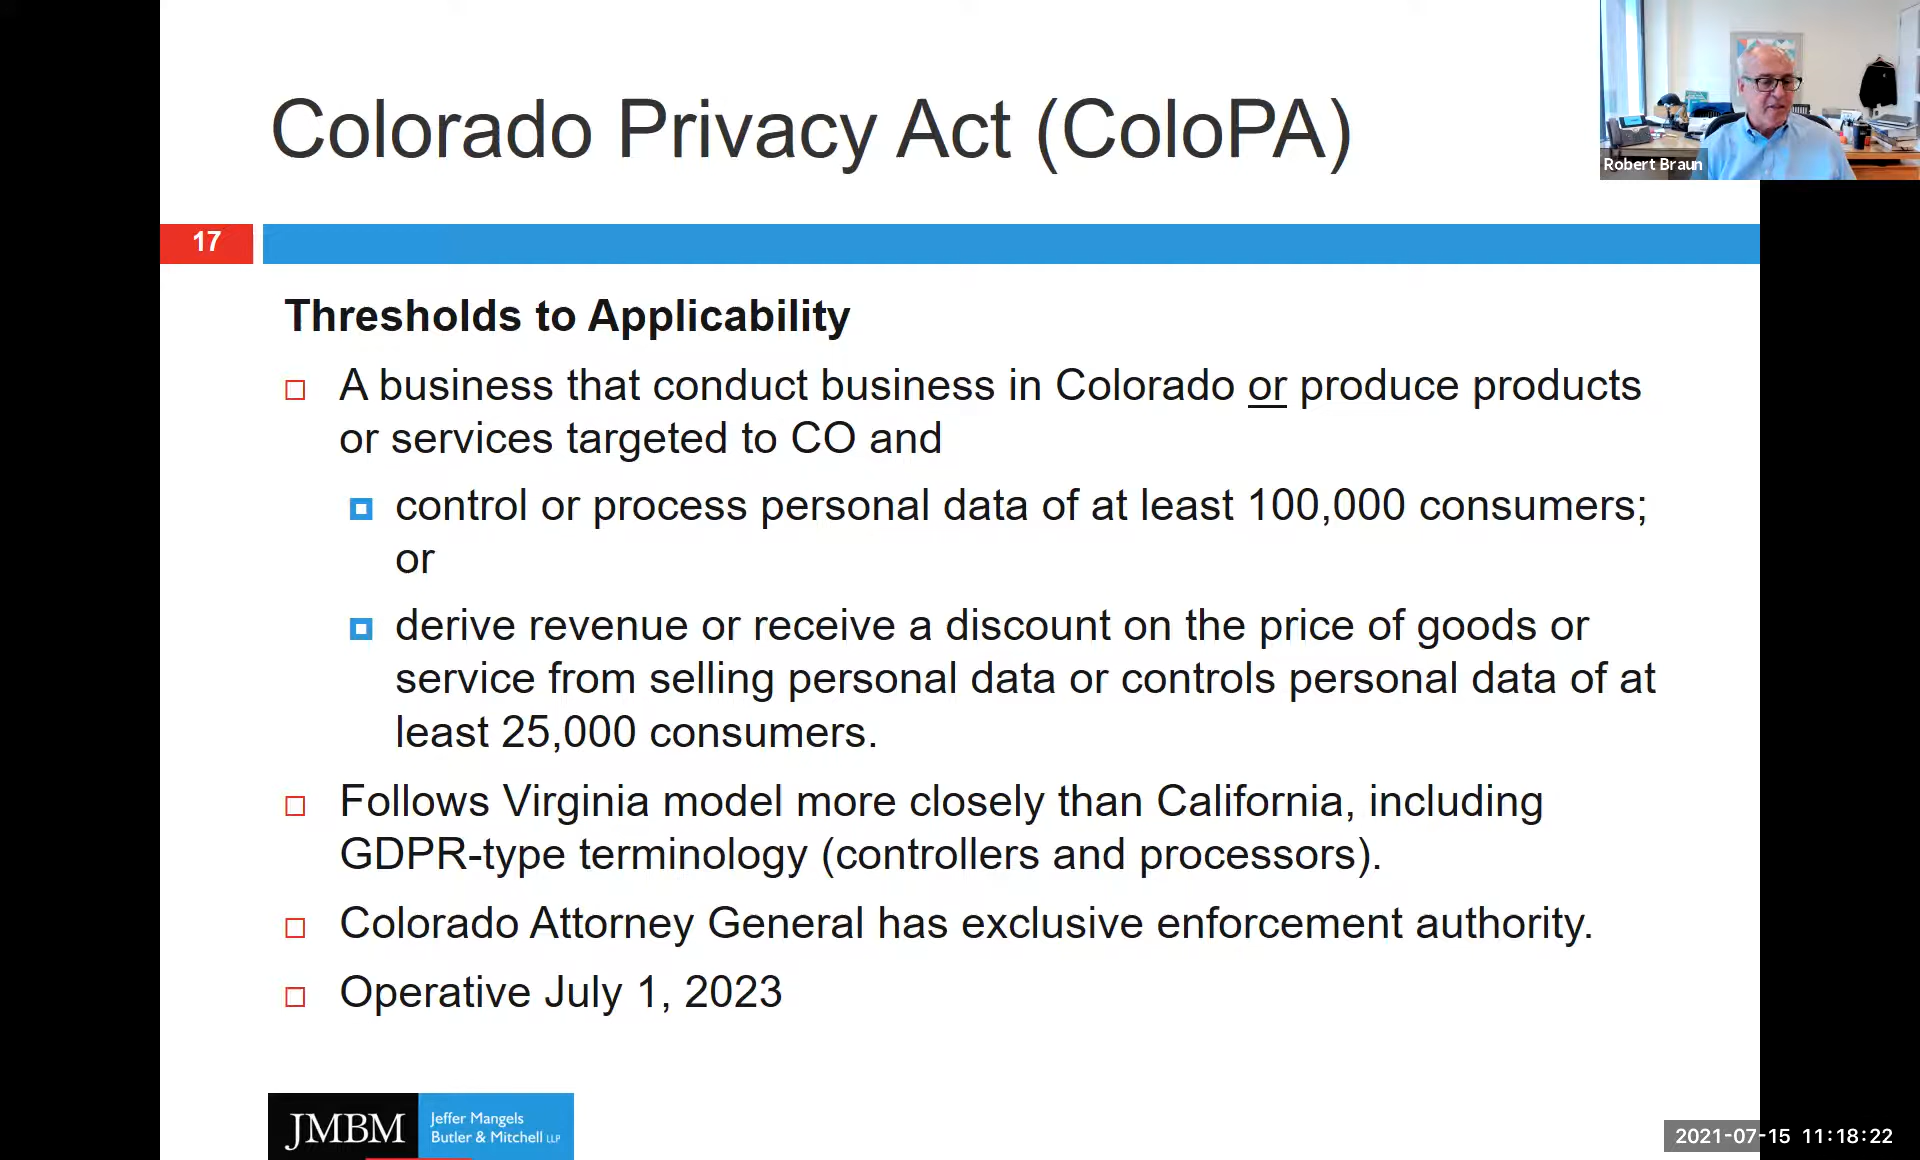 Colorado Privacy Act (ColoPA)
Robert Braun
17
Thresholds to Applicability
A business that conduct business in Colorado or produce products
or services targeted to CO and
control or process personal data of at least 100,000 consumers;
or
derive revenue or receive a discount on the price of goods or
service from selling personal data or controls personal data of at
least 25,000 consumers.
Follows Virginia model more closely than California, including
GDPR-type terminology (controllers and processors).
Colorado Attorney General has exclusive enforcement authority.
Operative July 1, 2023
JMBM
Jeffer Mangels
Butler & Mitchell LLP
2021-07-15 11:18:22